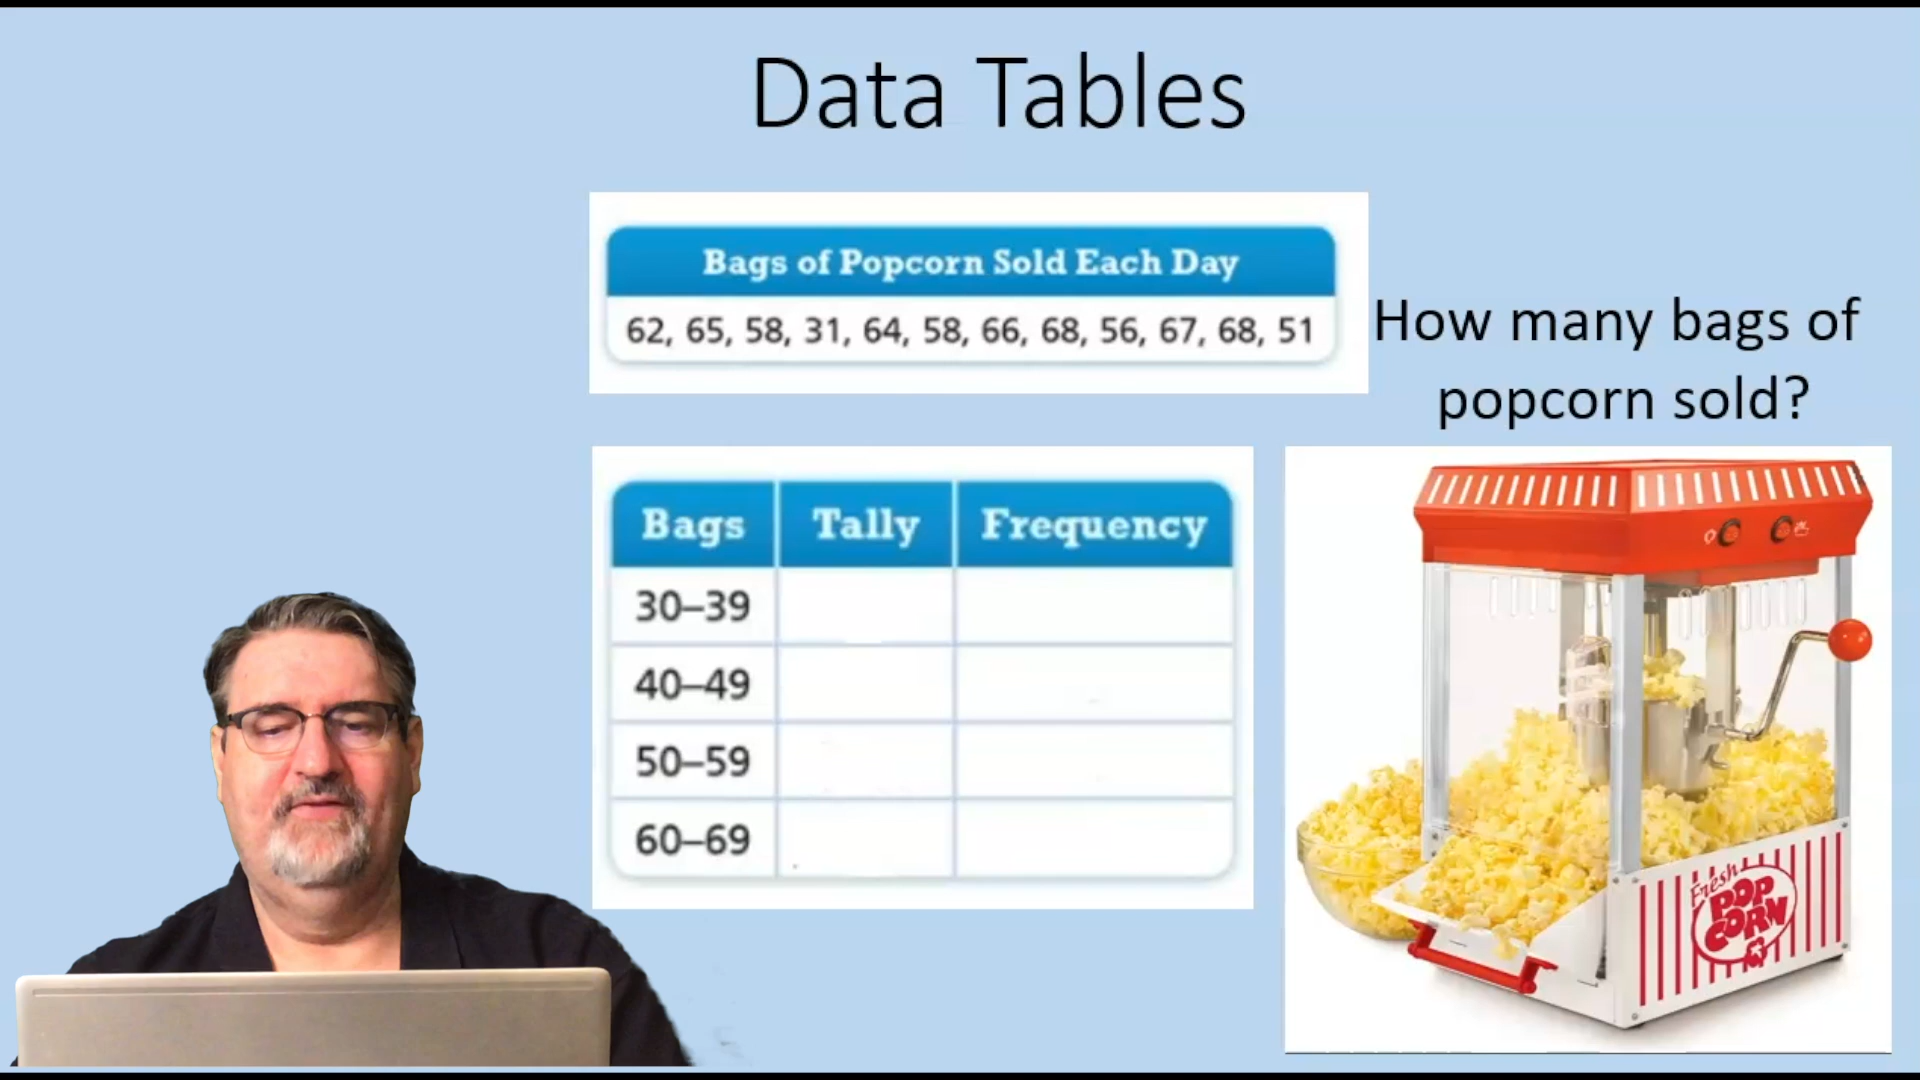 Data Tables
Bags of Popcorn Sold Each Day
62, 65, 58, 31, 64, 58, 66, 68, 56, 67, 68, 51
How many bags of
popcorn sold?
Bags Tally Frequency
30–39
40–49
50–59
60–69
Fresh
POP
CORN